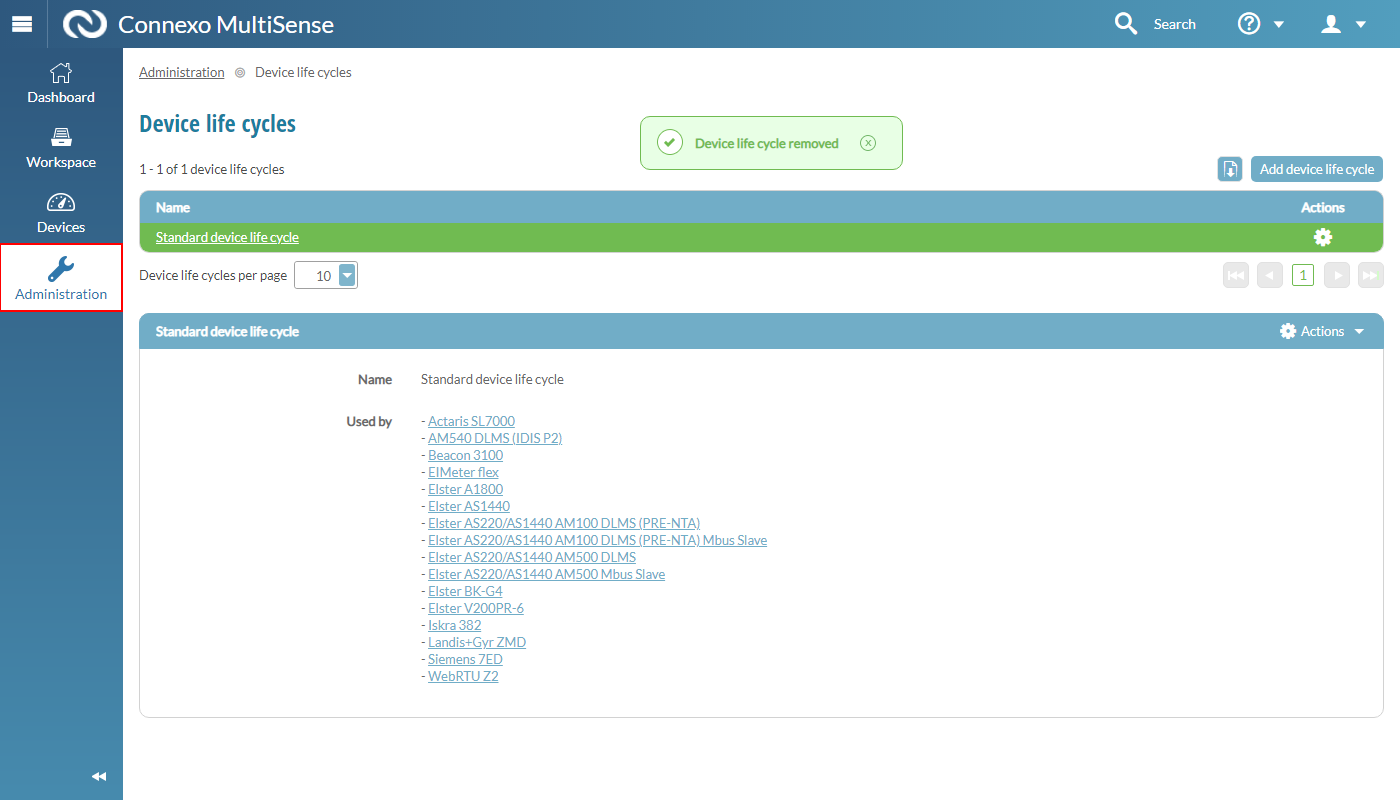 Connexo MultiSense
Search
Dashboard
Workspace
Devices
Administration
Administration Device life cycles
Device life cycles
Device life cycle removed
1 - 1 of 1 device life cycles
Add device life cycle
Name Actions
Standard device life cycle
Device life cycles per page 10
1
Standard device life cycle Actions
Name Standard device life cycle
Used by - Actaris SL7000
- AM540 DLMS (IDIS P2)
- Beacon 3100
- EIMeter flex
- Elster A1800
- Elster AS1440
- Elster AS220/AS1440 AM100 DLMS (PRE-NTA)
- Elster AS220/AS1440 AM100 DLMS (PRE-NTA) Mbus Slave
- Elster AS220/AS1440 AM500 DLMS
- Elster AS220/AS1440 AM500 Mbus Slave
- Elster BK-G4
- Elster V200PR-6
- Iskra 382
- Landis+Gyr ZMD
- Siemens 7ED
- WebRTU Z2